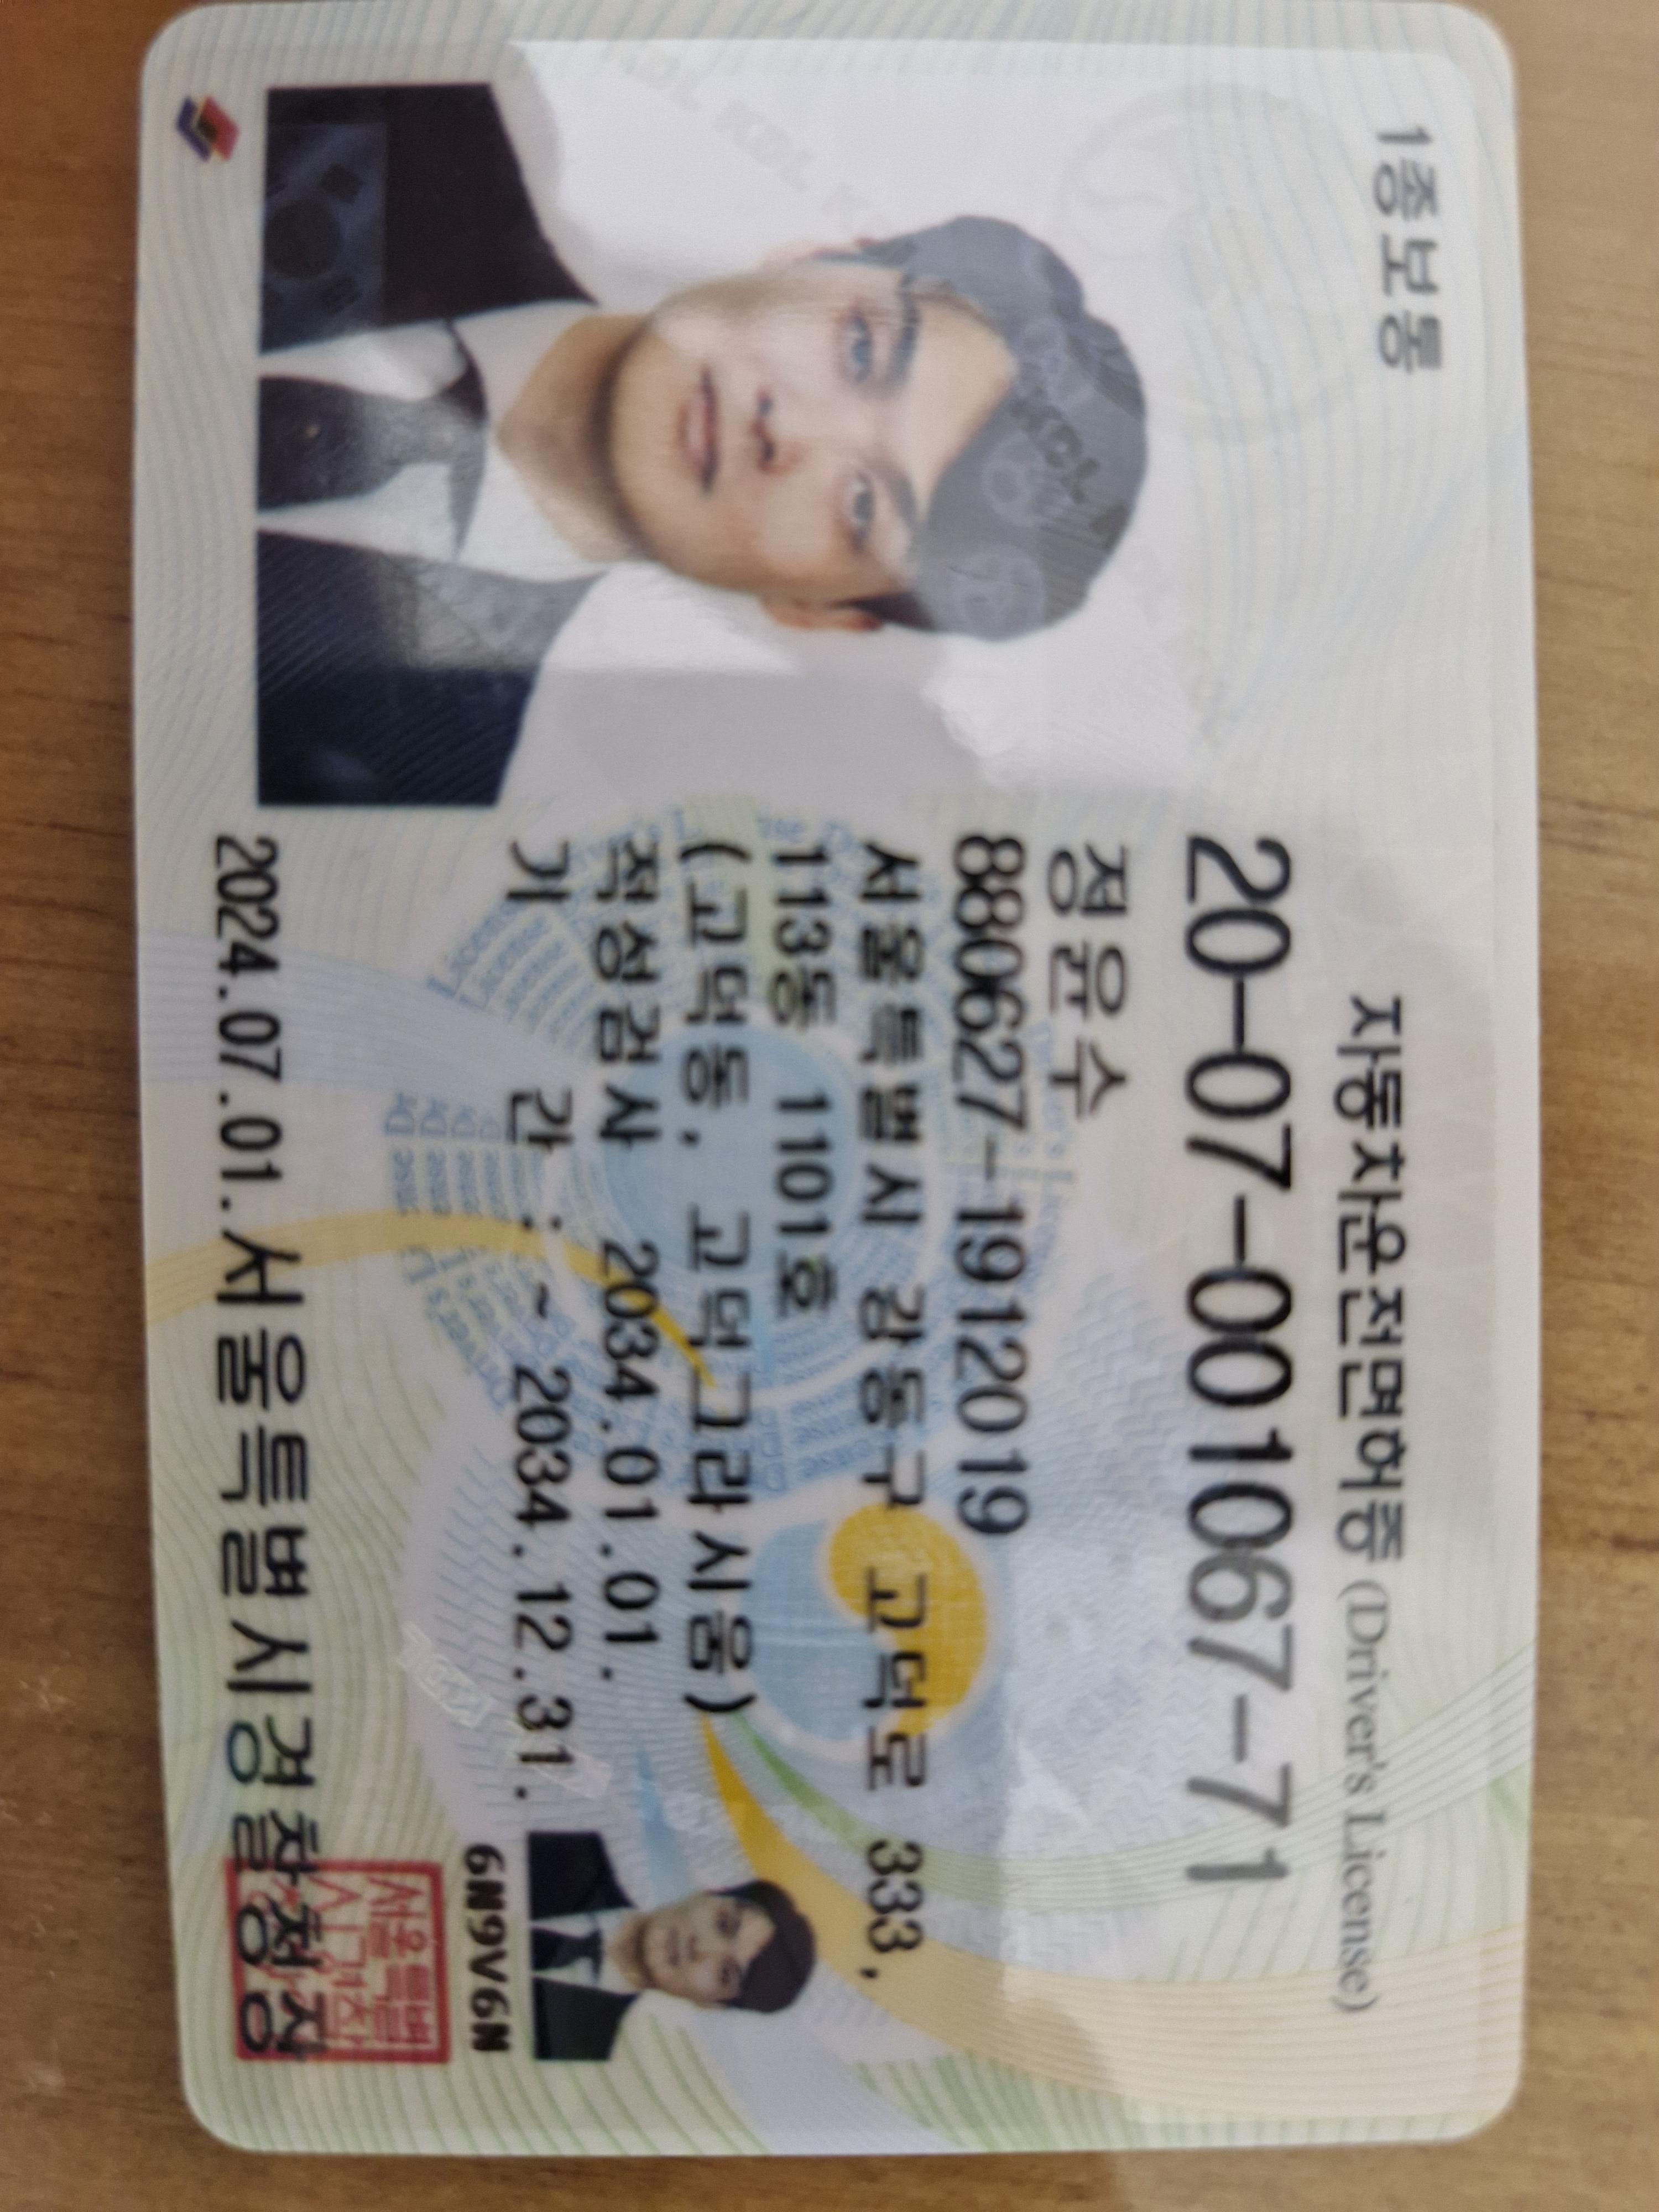 1종보통
자동차운전면허증 (Driver's License)
20-07-001067-71
정윤수
880627-1912019
서울특별시 강동구 고덕로 333,
113동 1101호
(고덕동, 고덕그라시움)
적성검사 2034.01.01.
기 간 : ~ 2034.12.31.
6N9V6N
2024.07.01. 서울특별시경찰청장